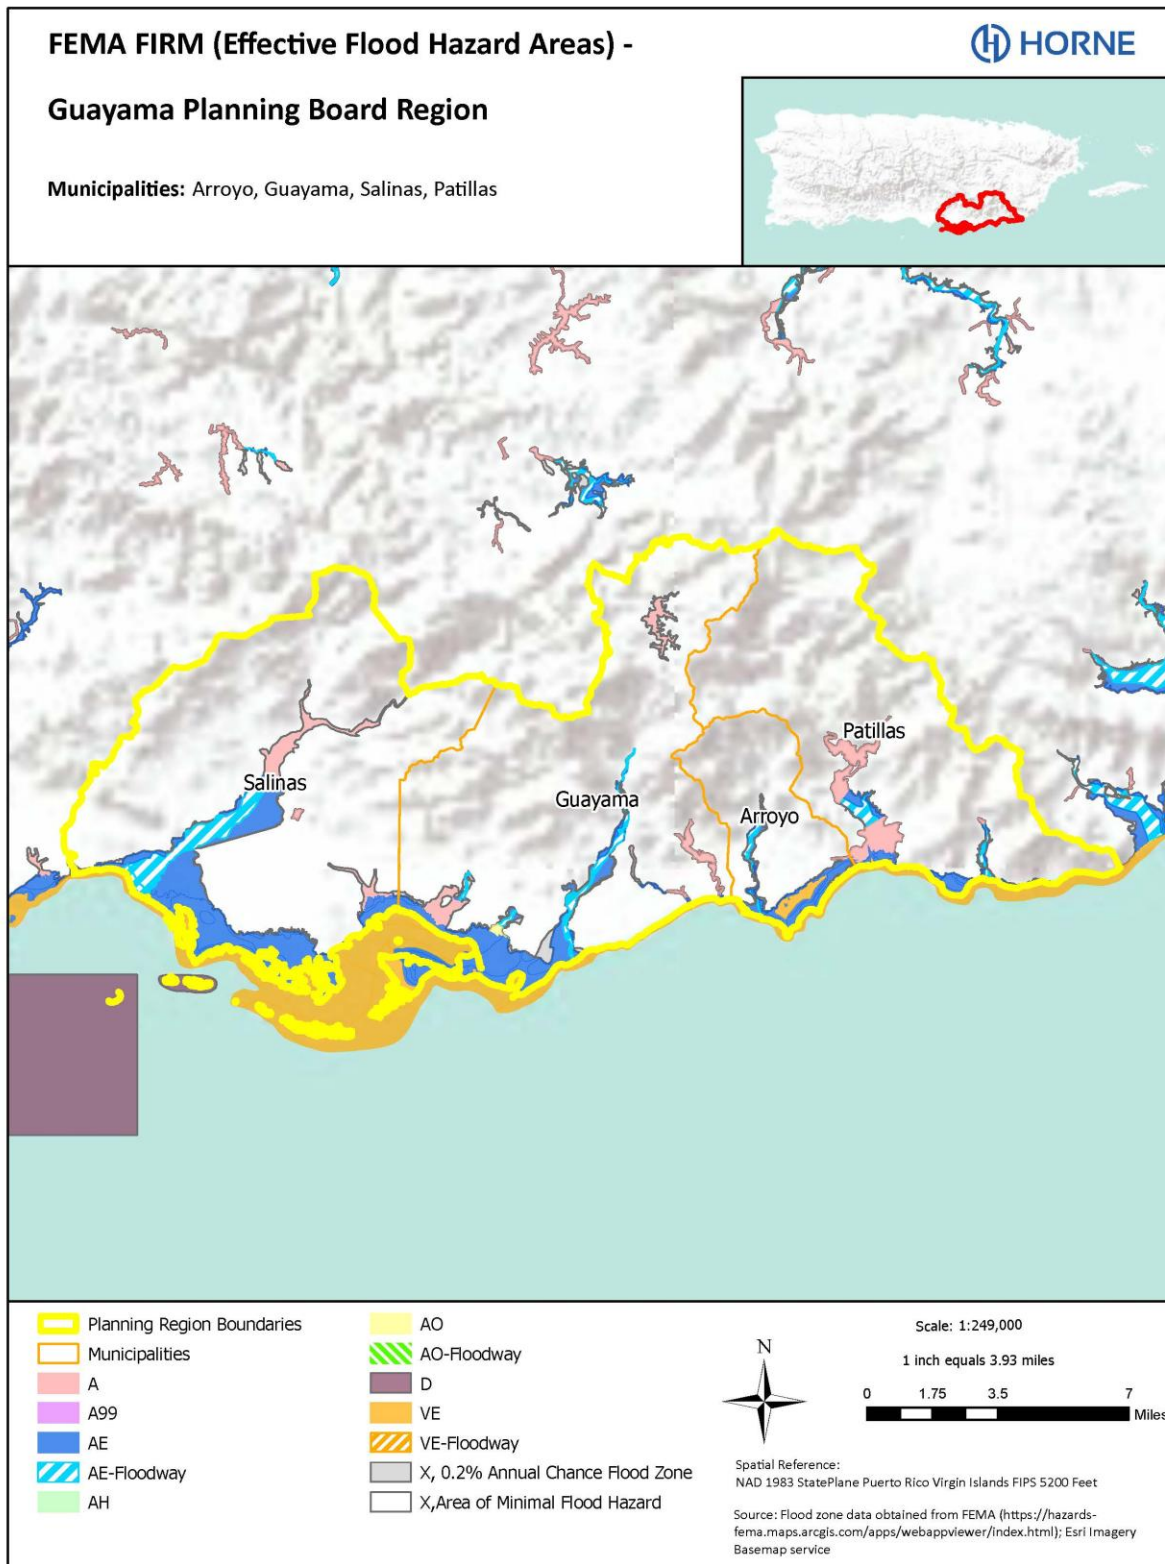 FEMA FIRM (Effective Flood Hazard Areas) -
Guayama Planning Board Region
Municipalities: Arroyo, Guayama, Salinas, Patillas
HORNE
Patillas
Salinas
Guayama
Arroyo
Planning Region Boundaries
Municipalities
A
A99
AE
AE-Floodway
AH
AO
AO-Floodway
D
VE
VE-Floodway
X, 0.2% Annual Chance Flood Zone
X,Area of Minimal Flood Hazard
N
Scale: 1:249,000
1 inch equals 3.93 miles
0 1.75 3.5 7
Miles
Spatial Reference:
NAD 1983 StatePlane Puerto Rico Virgin Islands FIPS 5200 Feet
Source: Flood zone data obtained from FEMA (https://hazards-
fema.maps.arcgis.com/apps/webappviewer/index.html); Esri Imagery
Basemap service